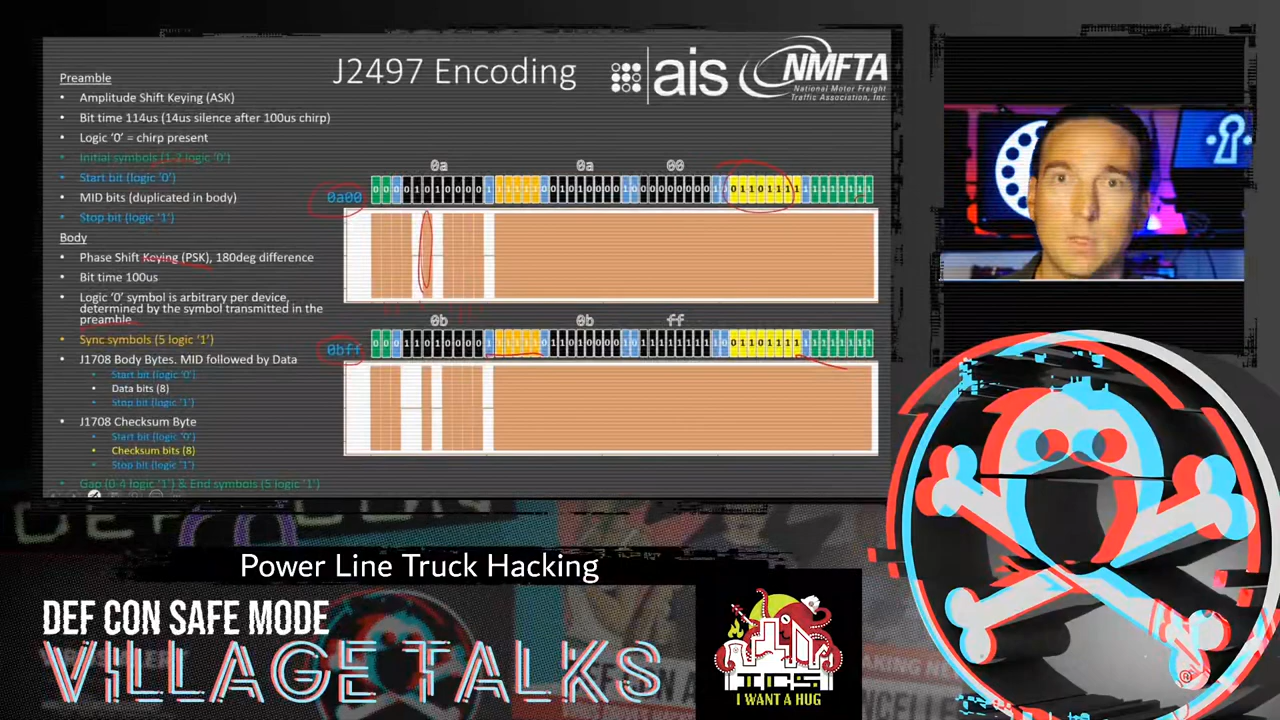 J2497 Encoding
ais
NMFTA
National Motor Freight
Traffic Association, Inc.
Preamble
• Amplitude Shift Keying (ASK)
• Bit time 114us (14us silence after 100us chirp)
• Logic '0' = chirp present
• Initial symbols (1-2 logic '0')
• Start bit (logic '0')
• MID bits (duplicated in body)
• Stop bit (logic '1')
Body
• Phase Shift Keying (PSK), 180deg difference
• Bit time 100us
• Logic '0' symbol is arbitrary per device,
determined by the symbol transmitted in the
preamble
• Sync symbols (5 logic '1')
• J1708 Body Bytes. MID followed by Data
• Start bit (logic '0')
• Data bits (8)
• Stop bit (logic '1')
• J1708 Checksum Byte
• Start bit (logic '0')
• Checksum bits (8)
• Stop bit (logic '1')
• Gap (0-4 logic '1') & End symbols (5 logic '1')
0a 0a 00
0a00
0b 0b ff
0bff
Power Line Truck Hacking
DEF CON SAFE MODE
VILLAGE TALKS
ICS
I WANT A HUG